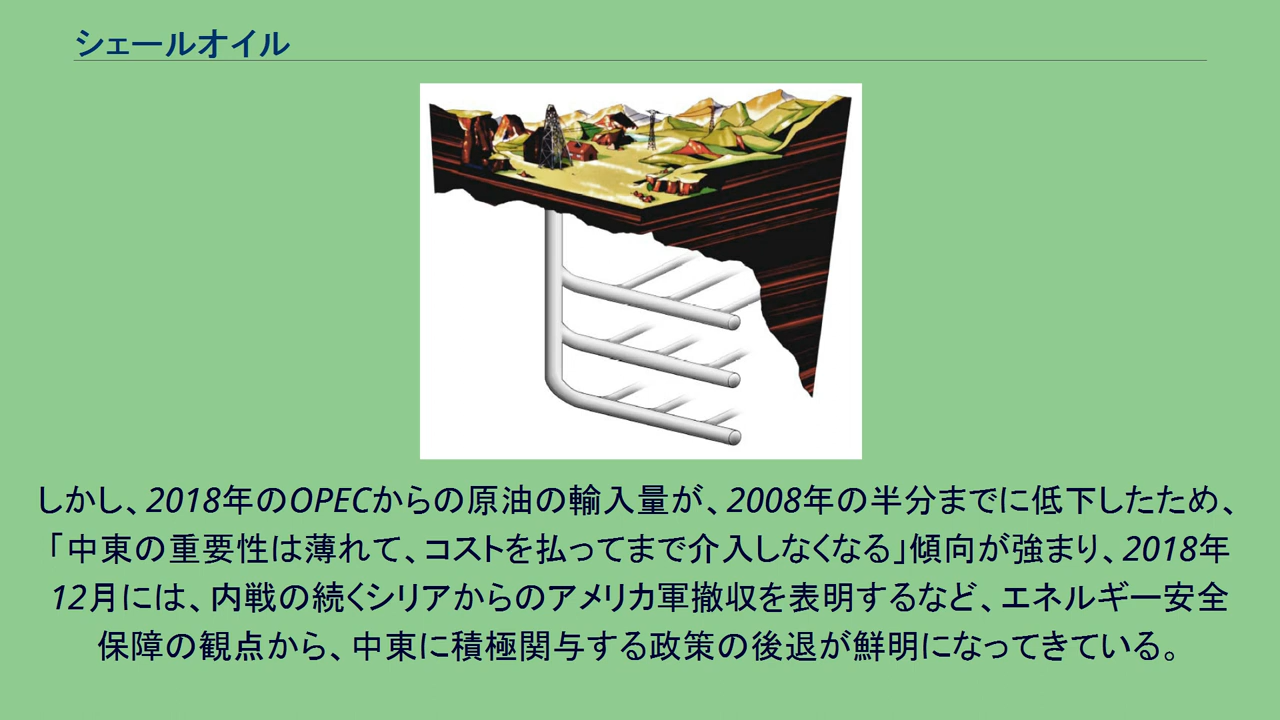 シェールオイル
しかし、2018年のOPECからの原油の輸入量が、2008年の半分までに低下したため、
「中東の重要性は薄れて、コストを払ってまで介入しなくなる」傾向が強まり、2018年
12月には、内戦の続くシリアからのアメリカ軍撤収を表明するなど、エネルギー安全
保障の観点から、中東に積極関与する政策の後退が鮮明になってきている。